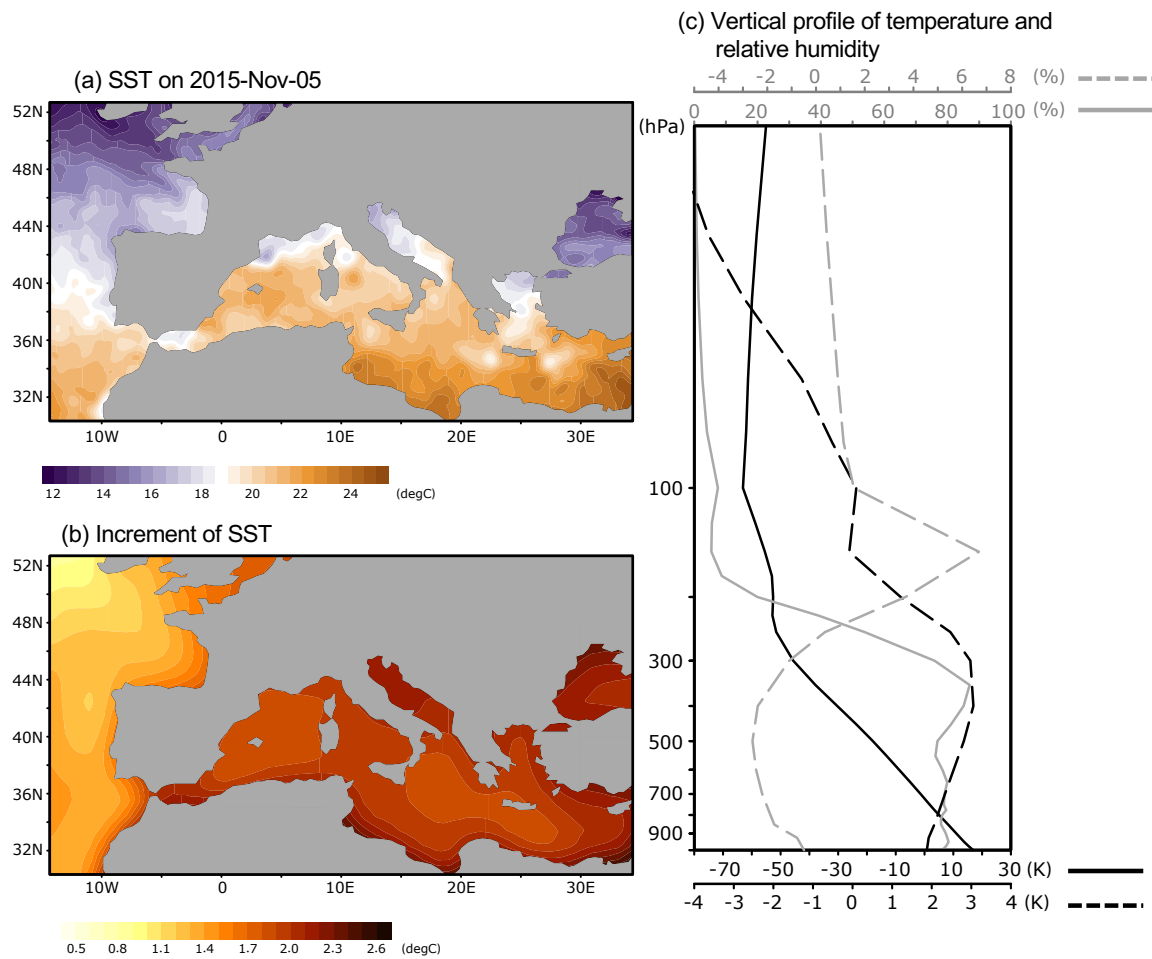 (c) Vertical profile of temperature and
relative humidity
-4 -2 0 2 4 6 8 (%)
0 20 40 60 80 100 (%)
(hPa)
100
300
500
700
900
-70 -50 -30 -10 10 30 (K)
-4 -3 -2 -1 0 1 2 3 4 (K)
(a) SST on 2015-Nov-05
52N
48N
44N
40N
36N
32N
10W 0 10E 20E 30E
12 14 16 18 20 22 24 (degC)
(b) Increment of SST
52N
48N
44N
40N
36N
32N
10W 0 10E 20E 30E
0.5 0.8 1.1 1.4 1.7 2.0 2.3 2.6 (degC)